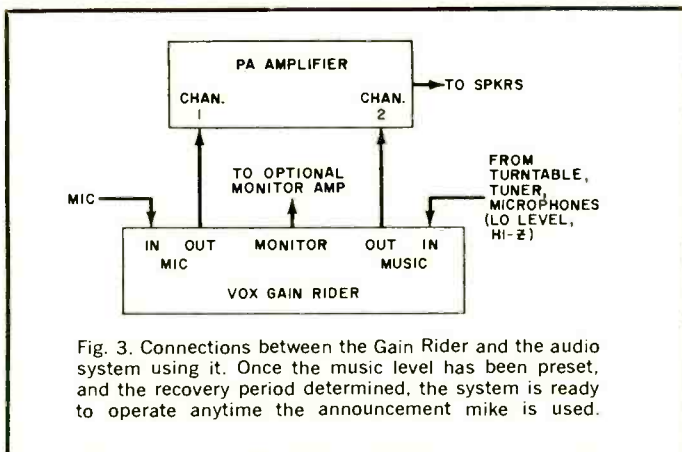 PA AMPLIFIER
CHAN.
1
CHAN.
2
TO SPKRS
TO OPTIONAL
MONITOR AMP
MIC
FROM
TURNTABLE,
TUNER,
MICROPHONES
(LO LEVEL,
HI-Z)
IN OUT MONITOR OUT IN
MIC MUSIC
VOX GAIN RIDER
Fig. 3. Connections between the Gain Rider and the audio
system using it. Once the music level has been preset,
and the recovery period determined, the system is ready
to operate anytime the announcement mike is used.